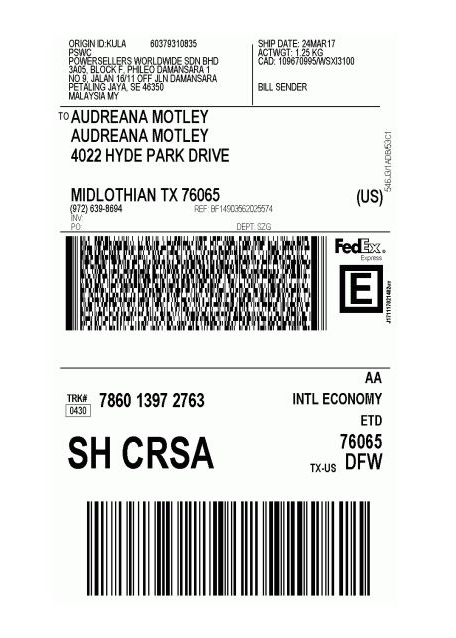 ORIGIN ID:KULA 60379310835
PSWC
POWERSELLERS WORLDWIDE SDN BHD
3A05, BLOCK F, PHILEO DAMANSARA 1
NO 9, JALAN 16/11 OFF JLN DAMANSARA
PETALING JAYA, SE 46350
MALAYSIA MY
SHIP DATE: 24MAR17
ACTWGT: 1.25 KG
CAD: 109670995/WSXI3100
BILL SENDER
TO AUDREANA MOTLEY
AUDREANA MOTLEY
4022 HYDE PARK DRIVE
MIDLOTHIAN TX 76065 (US)
(972) 639-8694 REF: BF14903562025574
INV:
PO: DEPT: SZG
546J3/1ADB/53C1
FedEx
Express
E
TRK# 7860 1397 2763
0430
AA
INTL ECONOMY
ETD
SH CRSA
76065
TX-US DFW